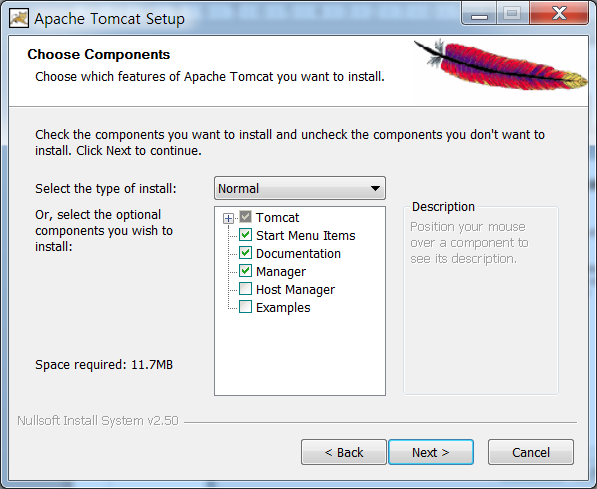 Apache Tomcat Setup
Choose Components
Choose which features of Apache Tomcat you want to install.
Check the components you want to install and uncheck the components you don't want to
install. Click Next to continue.
Select the type of install:
Normal
Or, select the optional
components you wish to
install:
Tomcat
Start Menu Items
Documentation
Manager
Host Manager
Examples
Description
Position your mouse
over a component to
see its description.
Space required: 11.7MB
Nullsoft Install System v2.50
< Back
Next >
Cancel